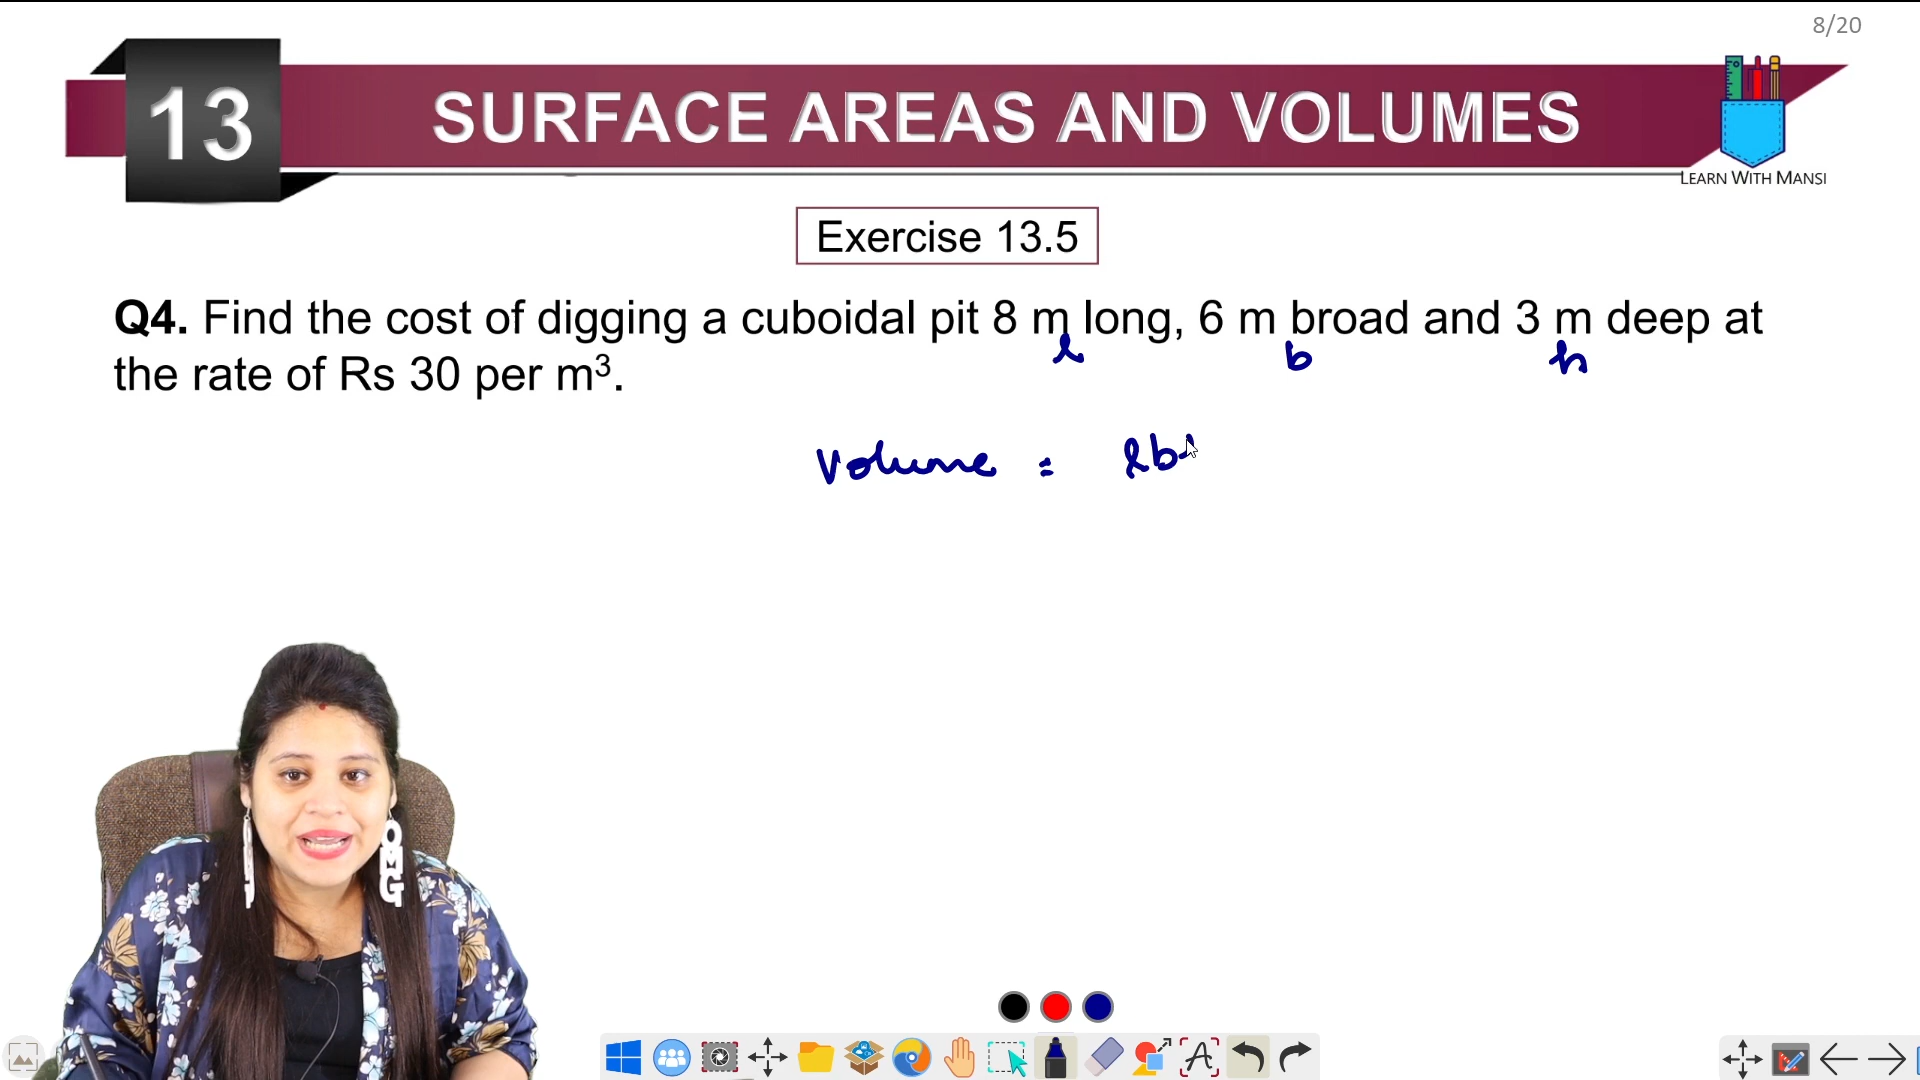 8/20
13
SURFACE AREAS AND VOLUMES
LEARN WITH MANSI
Exercise 13.5
Q4. Find the cost of digging a cuboidal pit 8 m long, 6 m broad and 3 m deep at
l b h
the rate of Rs 30 per m³.
Volume = lb
OMG